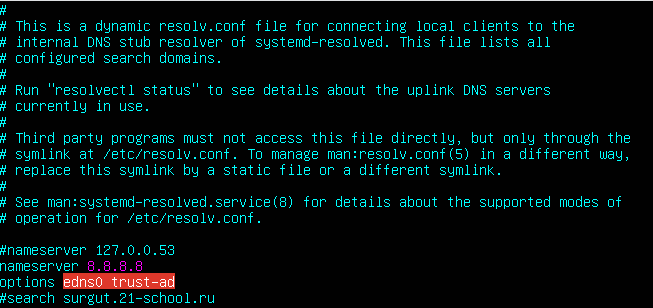 #
# This is a dynamic resolv.conf file for connecting local clients to the
# internal DNS stub resolver of systemd-resolved. This file lists all
# configured search domains.
#
# Run "resolvectl status" to see details about the uplink DNS servers
# currently in use.
#
# Third party programs must not access this file directly, but only through the
# symlink at /etc/resolv.conf. To manage man:resolv.conf(5) in a different way,
# replace this symlink by a static file or a different symlink.
#
# See man:systemd-resolved.service(8) for details about the supported modes of
# operation for /etc/resolv.conf.

#nameserver 127.0.0.53
nameserver 8.8.8.8
options edns0 trust-ad
#search surgut.21-school.ru